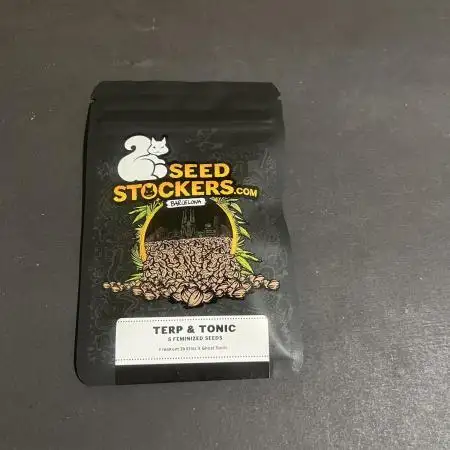 SEED
STOCKERS.COM
BARCELONA
TERP & TONIC
5 FEMINIZED SEEDS